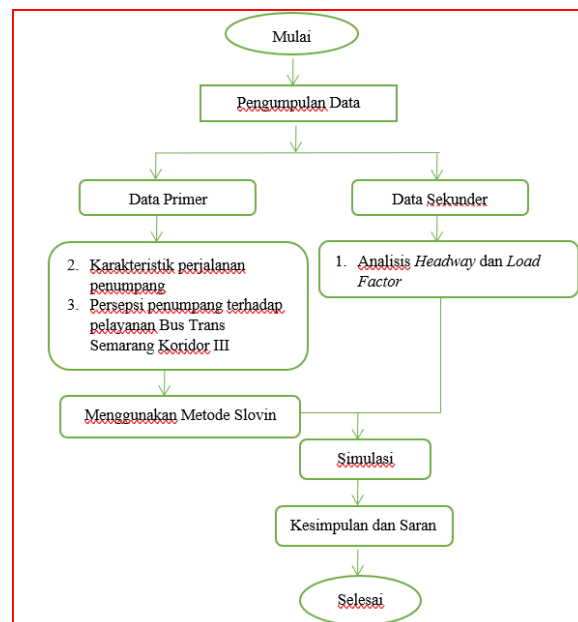 Mulai
Pengumpulan Data
Data Primer
Data Sekunder
2. Karakteristik perjalanan
penumpang
3. Persepsi penumpang terhadap
pelayanan Bus Trans
Semarang Koridor III
1. Analisis Headway dan Load
Factor
Menggunakan Metode Slovin
Simulasi
Kesimpulan dan Saran
Selesai